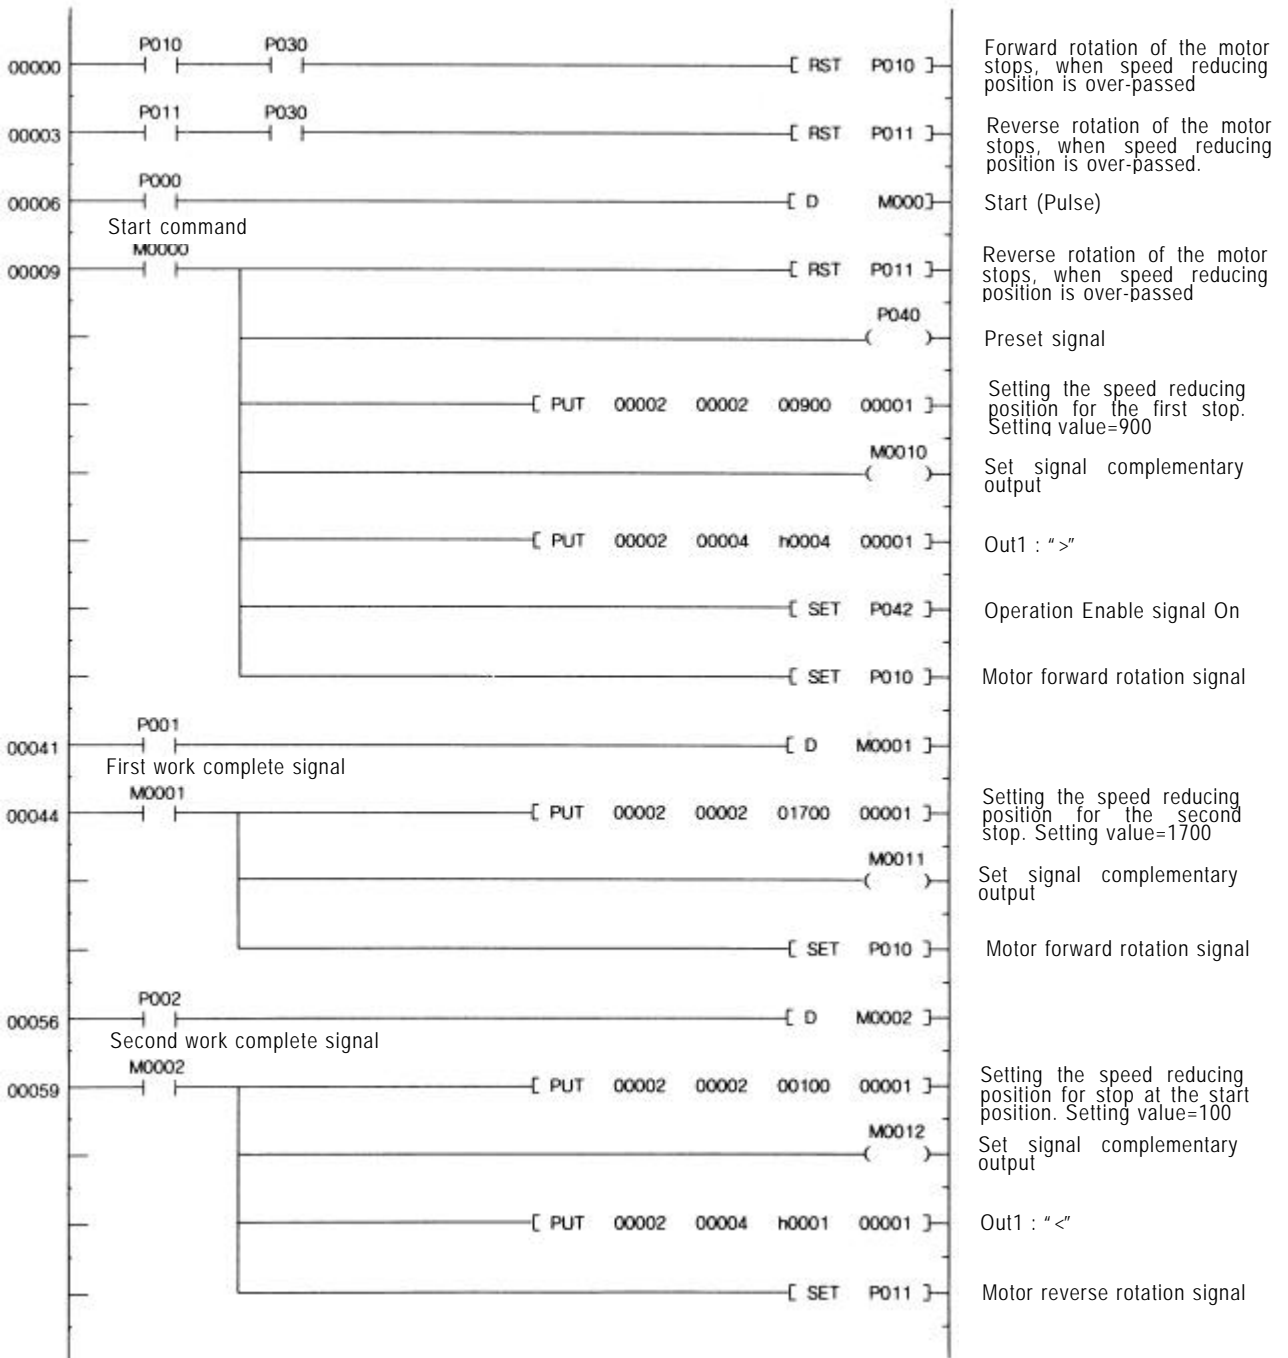 P010 P030 Forward rotation of the motor
00000 [ RST P010 ] stops, when speed reducing
position is over-passed
P011 P030 Reverse rotation of the motor
00003 [ RST P011 ] stops, when speed reducing
position is over-passed.
P000
00006 [ D M000] Start (Pulse)
Start command
M0000 Reverse rotation of the motor
00009 [ RST P011 ] stops, when speed reducing
position is over-passed
P040
( ) Preset signal
Setting the speed reducing
[ PUT 00002 00002 00900 00001 ] position for the first stop.
Setting value=900
M0010
( ) Set signal complementary
output
[ PUT 00002 00004 h0004 00001 ] Out1 : “>”
[ SET P042 ] Operation Enable signal On
[ SET P010 ] Motor forward rotation signal
P001
00041 [ D M0001 ]
First work complete signal
M0001 Setting the speed reducing
00044 [ PUT 00002 00002 01700 00001 ] position for the second
stop. Setting value=1700
M0011
( ) Set signal complementary
output
[ SET P010 ] Motor forward rotation signal
P002
00056 [ D M0002 ]
Second work complete signal
M0002 Setting the speed reducing
00059 [ PUT 00002 00002 00100 00001 ] position for stop at the start
position. Setting value=100
M0012
( ) Set signal complementary
output
[ PUT 00002 00004 h0001 00001 ] Out1 : “<”
[ SET P011 ] Motor reverse rotation signal